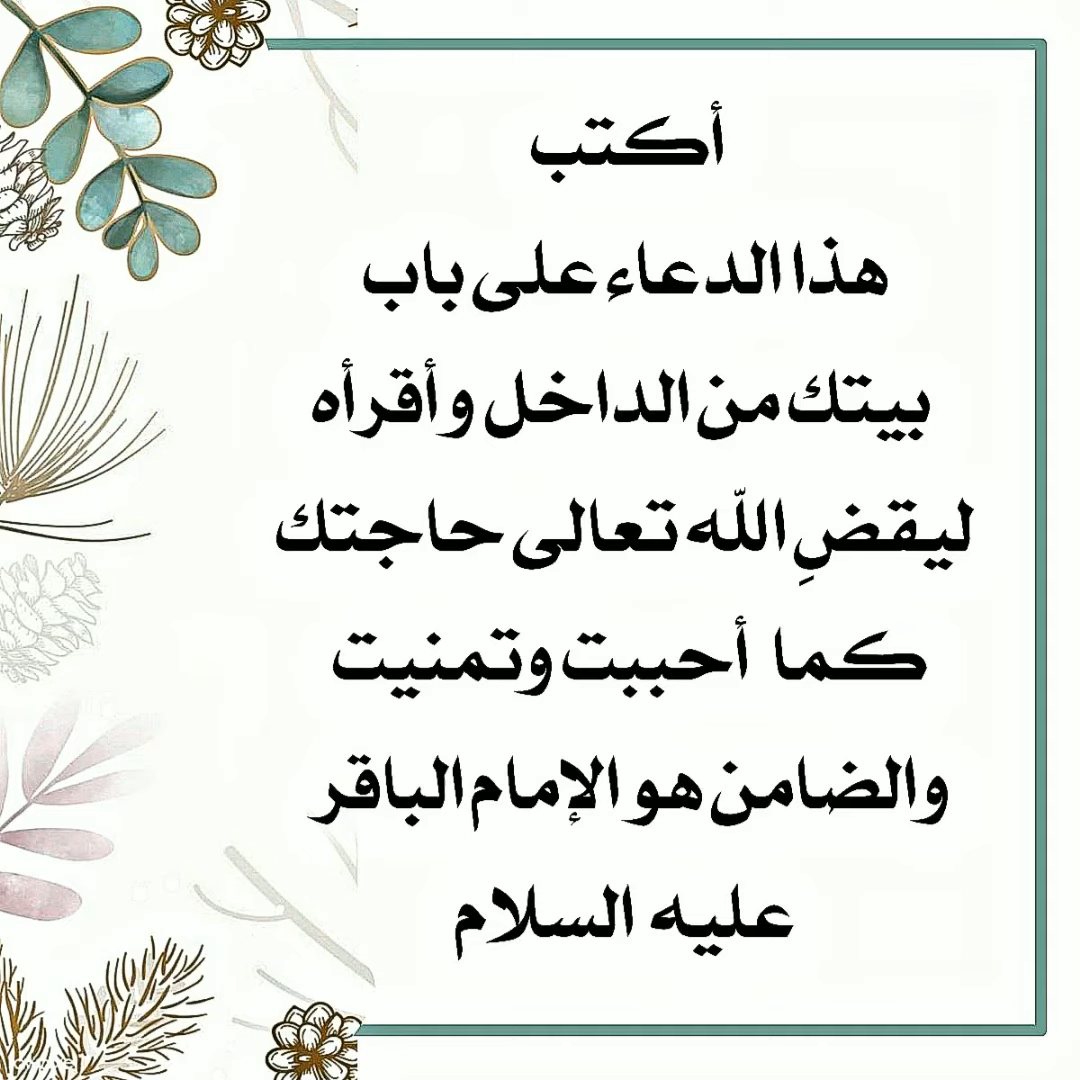 أكتب
هذا الدعاء على باب
بيتك من الداخل وأقرأه
ليقضِ اللّه تعالى حاجتك
كما أحببت وتمنيت
والضامن هو الإمام الباقر
عليه السلام